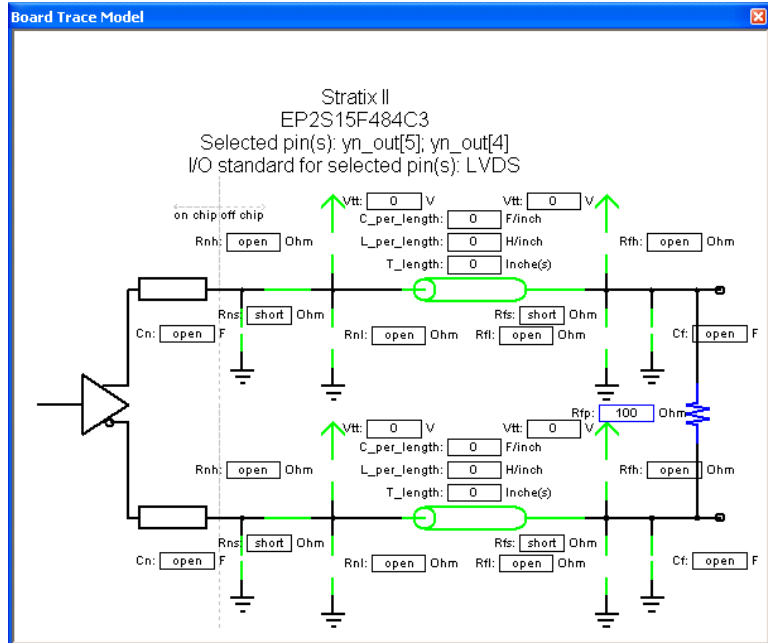 Board Trace Model
Stratix II
EP2S15F484C3
Selected pin(s): yn_out[5]; yn_out[4]
I/O standard for selected pin(s): LVDS
on chip off chip
Vtt: 0 V Vtt: 0 V
C_per_length: 0 F/inch
Rnh: open Ohm L_per_length: 0 H/inch Rfh: open Ohm
T_length: 0 Inche(s)
Rns: short Ohm Rfs: short Ohm
Cn: open F Rnl: open Ohm Rfl: open Ohm Cf: open F
Rfp: 100 Ohm
Vtt: 0 V Vtt: 0 V
C_per_length: 0 F/inch
Rnh: open Ohm L_per_length: 0 H/inch Rfh: open Ohm
T_length: 0 Inche(s)
Rns: short Ohm Rfs: short Ohm
Cn: open F Rnl: open Ohm Rfl: open Ohm Cf: open F